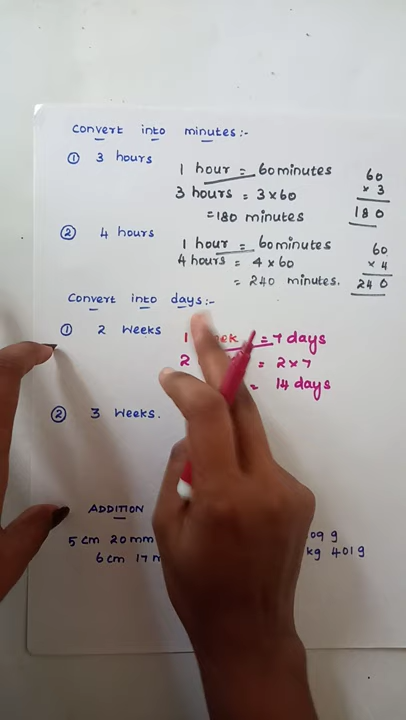 Convert into minutes:-
① 3 hours
1 hour = 60 minutes
3 hours = 3 x 60
= 180 minutes
60
x 3
180
② 4 hours
1 hour = 60 minutes
4 hours = 4 x 60
= 240 minutes.
60
x 4
240
Convert into days:-
① 2 Weeks
1 = 7 days
2 = 2 x 7
= 14 days
② 3 Weeks.
ADDITION
5 cm 20 mm
6 cm 17
09 g
kg 401 g